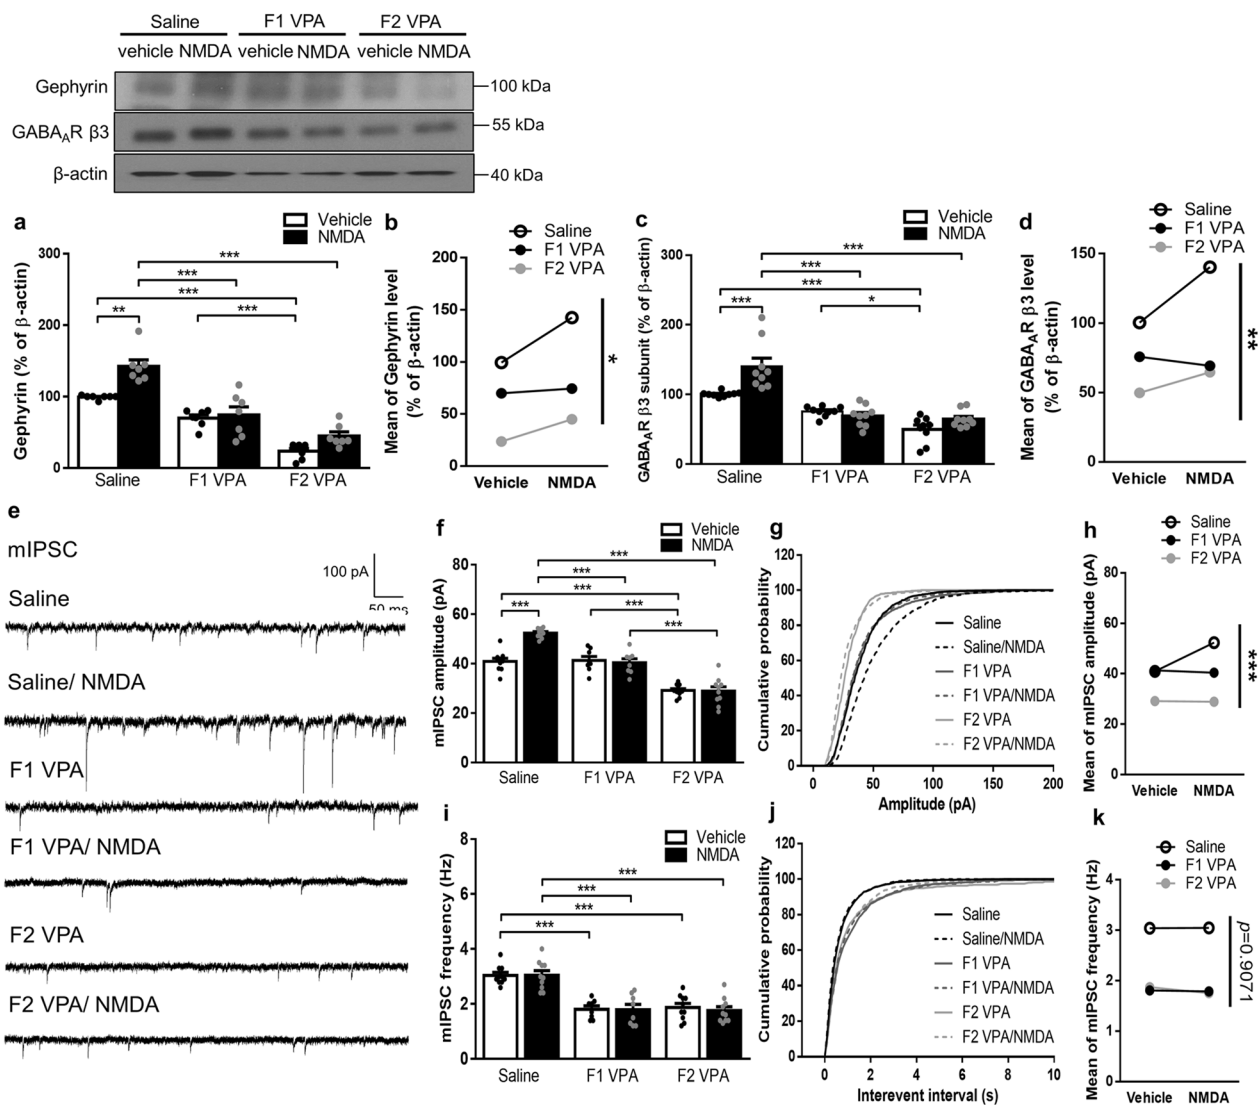 Saline F1 VPA F2 VPA
vehicle NMDA vehicle NMDA vehicle NMDA
Gephyrin 100 kDa
GABA_AR β3 55 kDa
β-actin 40 kDa
a
Vehicle
NMDA
Gephyrin (% of β-actin)
300
200
100
0
***
***
***
** ***
Saline F1 VPA F2 VPA
b
Saline
F1 VPA
F2 VPA
Mean of Gephyrin level
(% of β-actin)
200
150
100
50
0
*
Vehicle NMDA
c
Vehicle
NMDA
GABA_AR β3 subunit (% of β-actin)
300
200
100
0
***
***
***
*** *
Saline F1 VPA F2 VPA
d
Saline
F1 VPA
F2 VPA
Mean of GABA_AR β3 level
(% of β-actin)
150
100
50
0
**
Vehicle NMDA
e
mIPSC
100 pA
50 ms
Saline
Saline/ NMDA
F1 VPA
F1 VPA/ NMDA
F2 VPA
F2 VPA/ NMDA
f
Vehicle
NMDA
mIPSC amplitude (pA)
80
60
40
20
0
***
***
***
*** ***
***
Saline F1 VPA F2 VPA
g
Cumulative probability
120
100
80
60
40
20
0
Saline
Saline/NMDA
F1 VPA
F1 VPA/NMDA
F2 VPA
F2 VPA/NMDA
0 50 100 150 200
Amplitude (pA)
h
Saline
F1 VPA
F2 VPA
Mean of mIPSC amplitude (pA)
80
60
40
20
0
***
Vehicle NMDA
i
Vehicle
NMDA
mIPSC frequency (Hz)
8
6
4
2
0
***
***
***
***
Saline F1 VPA F2 VPA
j
Cumulative probability
120
100
80
60
40
20
0
Saline
Saline/NMDA
F1 VPA
F1 VPA/NMDA
F2 VPA
F2 VPA/NMDA
0 2 4 6 8 10
Interevent interval (s)
k
Saline
F1 VPA
F2 VPA
Mean of mIPSC frequency (Hz)
4
3
2
1
0
p=0.9071
Vehicle NMDA